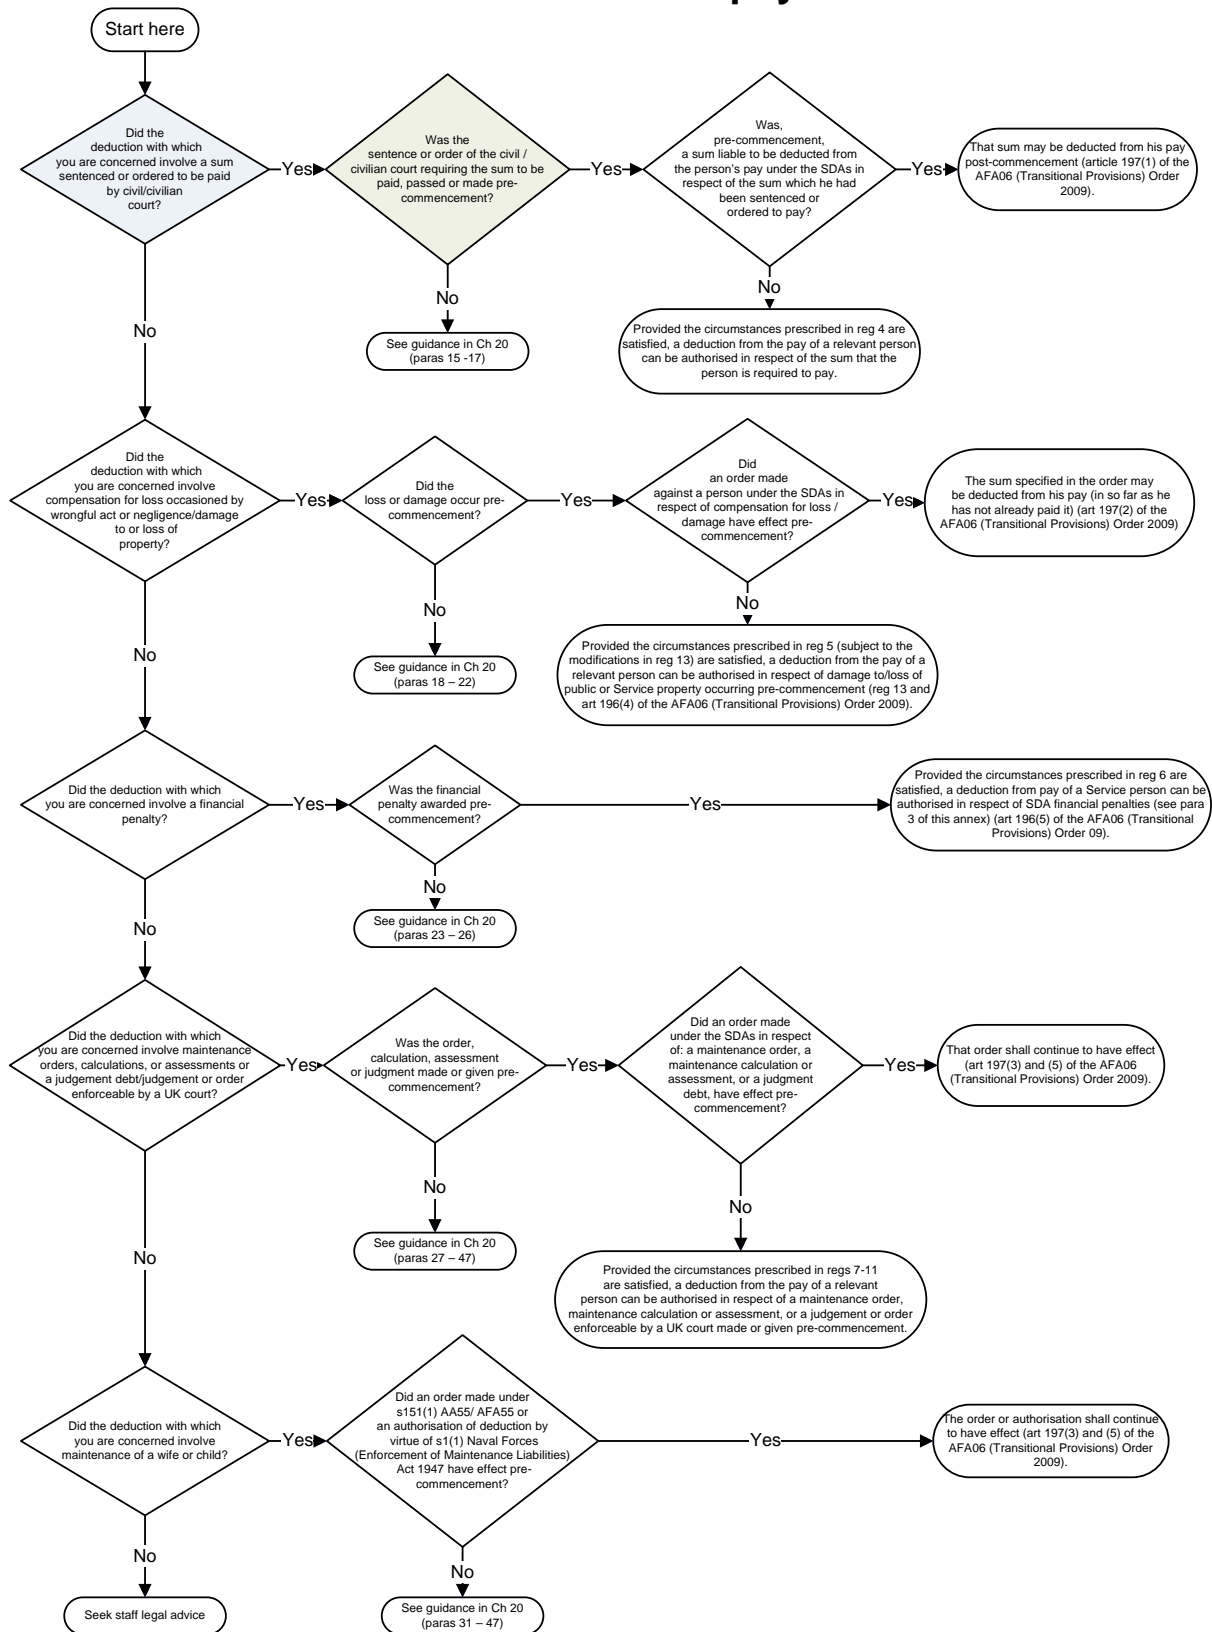 Start here
Did the
deduction with which
you are concerned involve a sum
sentenced or ordered to be paid
by civil/civilian
court?
Yes
Was the
sentence or order of the civil /
civilian court requiring the sum to be
paid, passed or made pre-
commencement?
Yes
Was,
pre-commencement,
a sum liable to be deducted from
the person's pay under the SDAs in
respect of the sum which he had
been sentenced or
ordered to pay?
Yes
That sum may be deducted from his pay
post-commencement (article 197(1) of the
AFA06 (Transitional Provisions) Order
2009).
No
No
No
See guidance in Ch 20
(paras 15 -17)
Provided the circumstances prescribed in reg 4 are
satisfied, a deduction from the pay of a relevant person
can be authorised in respect of the sum that the
person is required to pay.
Did the
deduction with which
you are concerned involve
compensation for loss occasioned by
wrongful act or negligence/damage
to or loss of
property?
Yes
Did the
loss or damage occur pre-
commencement?
Yes
Did
an order made
against a person under the SDAs in
respect of compensation for loss /
damage have effect pre-
commencement?
Yes
The sum specified in the order may
be deducted from his pay (in so far as he
has not already paid it) (art 197(2) of the
AFA06 (Transitional Provisions) Order 2009)
No
No
No
See guidance in Ch 20
(paras 18 – 22)
Provided the circumstances prescribed in reg 5 (subject to the
modifications in reg 13) are satisfied, a deduction from the pay of a
relevant person can be authorised in respect of damage to/loss of
public or Service property occurring pre-commencement (reg 13 and
art 196(4) of the AFA06 (Transitional Provisions) Order 2009).
Did the deduction with which
you are concerned involve a financial
penalty?
Yes
Was the financial
penalty awarded pre-
commencement?
Yes
Provided the circumstances prescribed in reg 6 are
satisfied, a deduction from pay of a Service person can be
authorised in respect of SDA financial penalties (see para
3 of this annex) (art 196(5) of the AFA06 (Transitional
Provisions) Order 09).
No
No
See guidance in Ch 20
(paras 23 – 26)
Did the deduction with which
you are concerned involve maintenance
orders, calculations, or assessments or
a judgement debt/judgement or order
enforceable by a UK court?
Yes
Was the order,
calculation, assessment
or judgment made or given pre-
commencement?
Yes
Did an order made
under the SDAs in respect
of: a maintenance order, a
maintenance calculation or
assessment, or a judgment
debt, have effect pre-
commencement?
Yes
That order shall continue to have effect
(art 197(3) and (5) of the AFA06
(Transitional Provisions) Order 2009).
No
No
No
See guidance in Ch 20
(paras 27 – 47)
Provided the circumstances prescribed in regs 7-11
are satisfied, a deduction from the pay of a relevant
person can be authorised in respect of a maintenance order,
maintenance calculation or assessment, or a judgement or order
enforceable by a UK court made or given pre-commencement.
Did the deduction with which
you are concerned involve
maintenance of a wife or child?
Yes
Did an order made under
s151(1) AA55/ AFA55 or
an authorisation of deduction by
virtue of s1(1) Naval Forces
(Enforcement of Maintenance Liabilities)
Act 1947 have effect pre-
commencement?
Yes
The order or authorisation shall continue
to have effect (art 197(3) and (5) of the
AFA06 (Transitional Provisions) Order
2009).
No
No
Seek staff legal advice
See guidance in Ch 20
(paras 31 – 47)